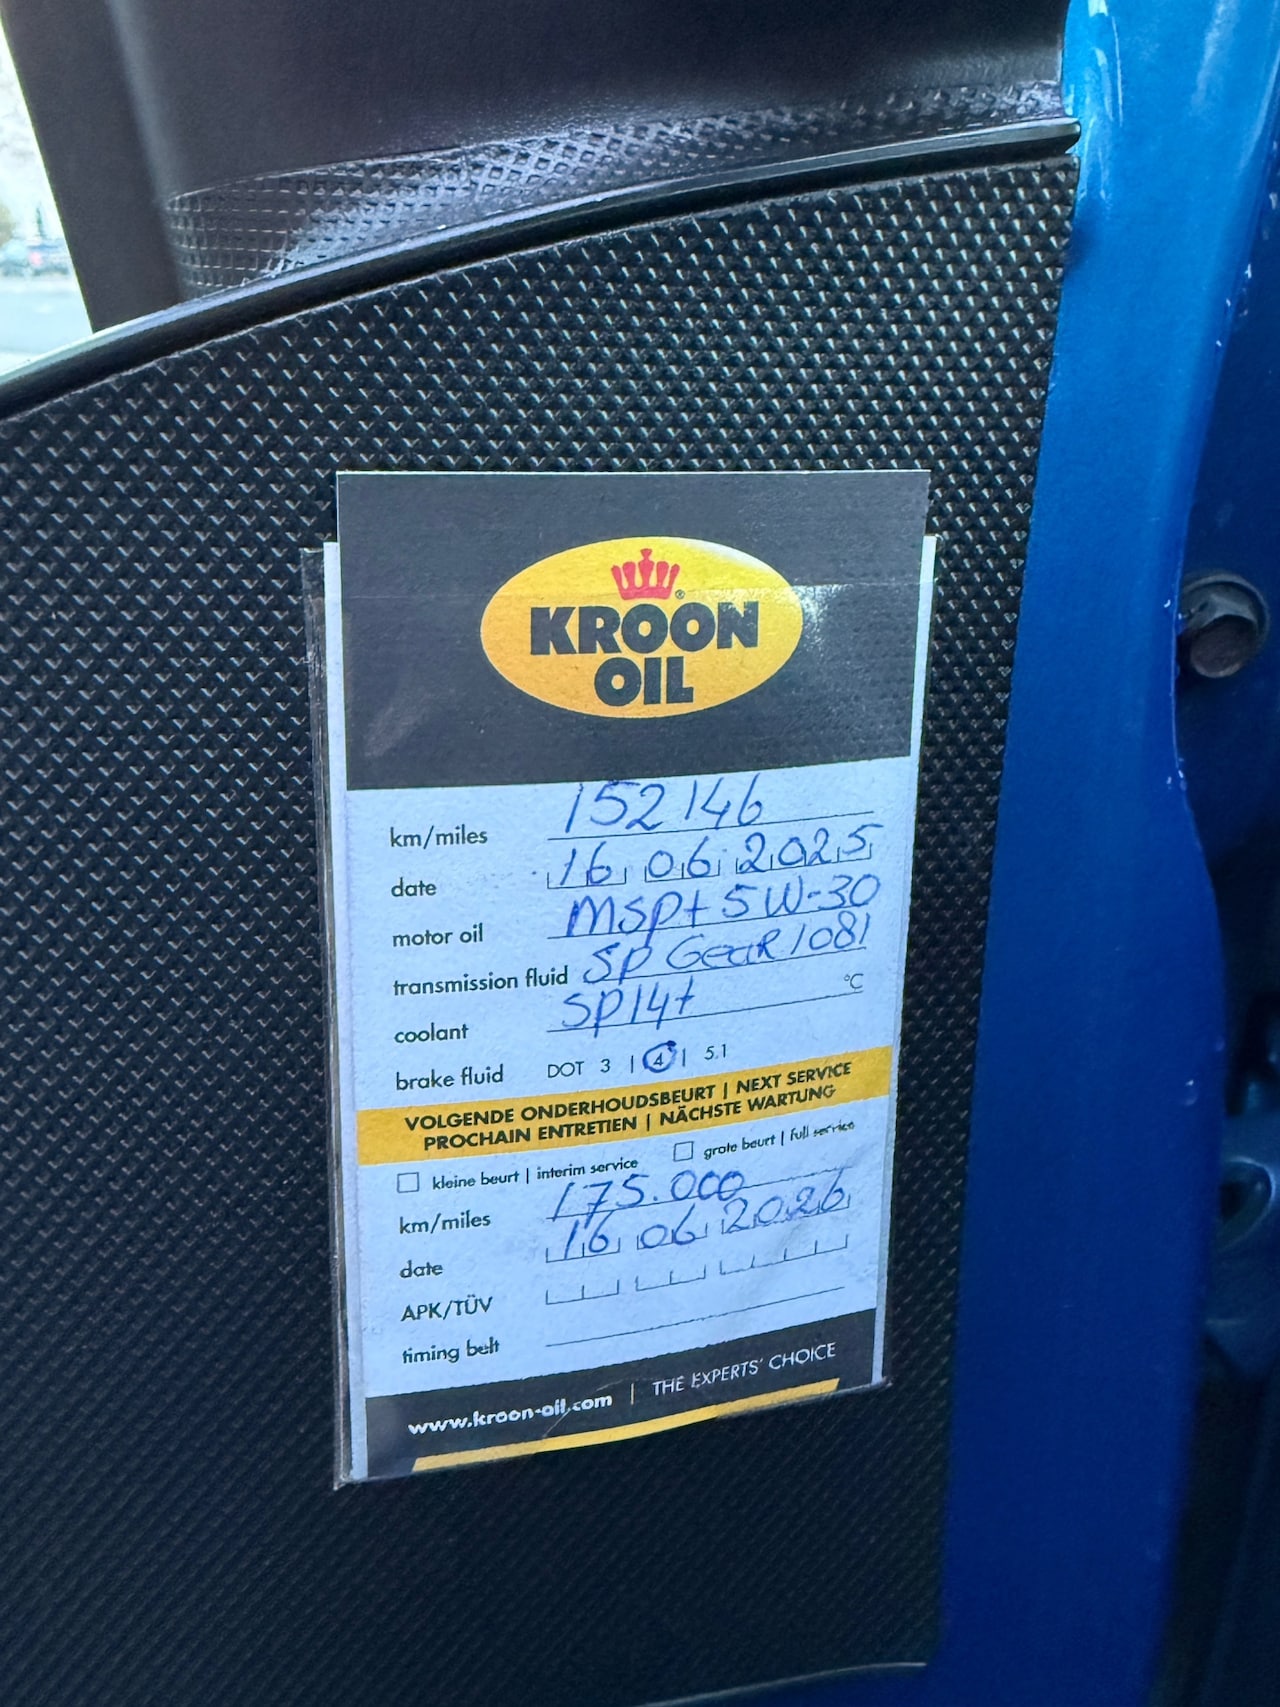 KROON
OIL
km/miles 152146
date 16 06 2025
motor oil MSP+ 5W-30
transmission fluid SP Gear 1081
coolant SP14+ °C
brake fluid DOT 3 | 4 | 5.1
VOLGENDE ONDERHOUDSBEURT | NEXT SERVICE
PROCHAIN ENTRETIEN | NÄCHSTE WARTUNG
kleine beurt | interim service grote beurt | full service
km/miles 175.000
date 16 06 2026
APK/TÜV
timing belt
www.kroon-oil.com | THE EXPERTS' CHOICE